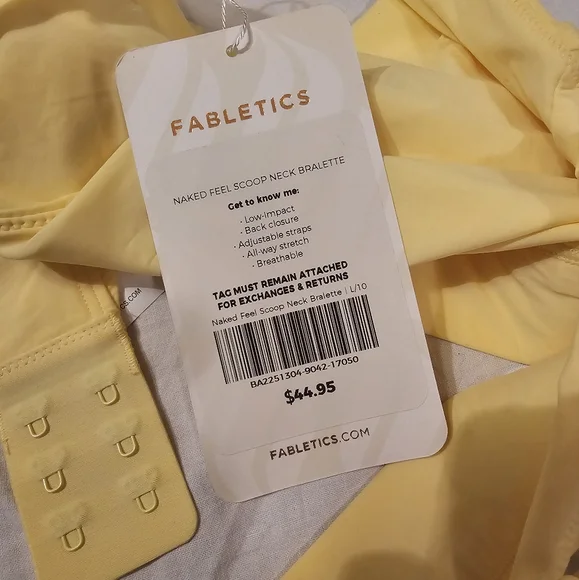 FABLETICS
NAKED FEEL SCOOP NECK BRALETTE
Get to know me:
• Low-impact
• Back closure
• Adjustable straps
• All-way stretch
• Breathable
TAG MUST REMAIN ATTACHED
FOR EXCHANGES & RETURNS
Naked Feel Scoop Neck Bralette | L/10
BA2251304-9042-17050
$44.95
FABLETICS.COM
CS.COM